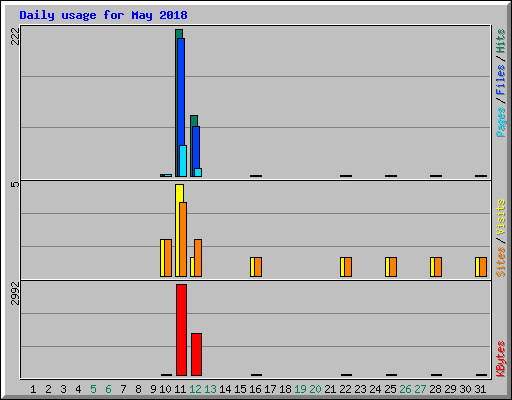 Daily usage for May 2018
222
Pages / Files / Hits
5
Sites / Visits
2992
KBytes
1 2 3 4 5 6 7 8 9 10 11 12 13 14 15 16 17 18 19 20 21 22 23 24 25 26 27 28 29 30 31